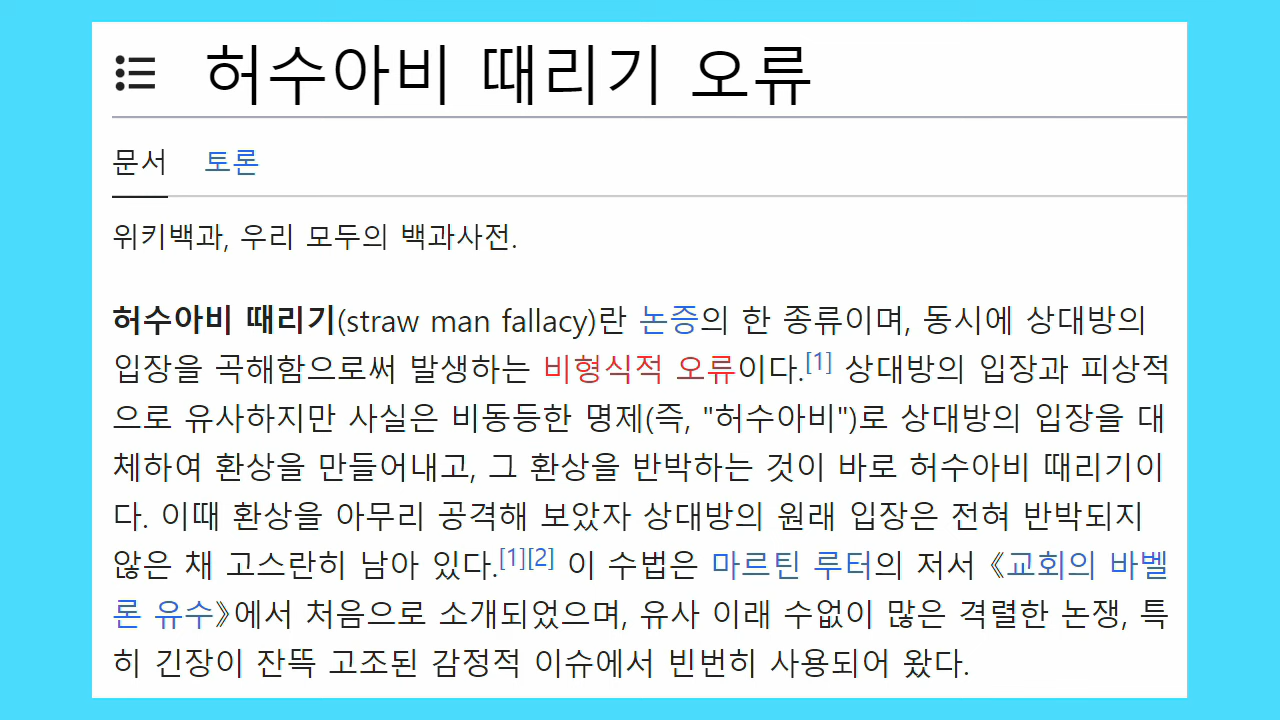 허수아비 때리기 오류
문서 토론
위키백과, 우리 모두의 백과사전.
허수아비 때리기(straw man fallacy)란 논증의 한 종류이며, 동시에 상대방의
입장을 곡해함으로써 발생하는 비형식적 오류이다.[1] 상대방의 입장과 피상적
으로 유사하지만 사실은 비동등한 명제(즉, "허수아비")로 상대방의 입장을 대
체하여 환상을 만들어내고, 그 환상을 반박하는 것이 바로 허수아비 때리기이
다. 이때 환상을 아무리 공격해 보았자 상대방의 원래 입장은 전혀 반박되지
않은 채 고스란히 남아 있다.[1][2] 이 수법은 마르틴 루터의 저서 《교회의 바벨
론 유수》에서 처음으로 소개되었으며, 유사 이래 수없이 많은 격렬한 논쟁, 특
히 긴장이 잔뜩 고조된 감정적 이슈에서 빈번히 사용되어 왔다.